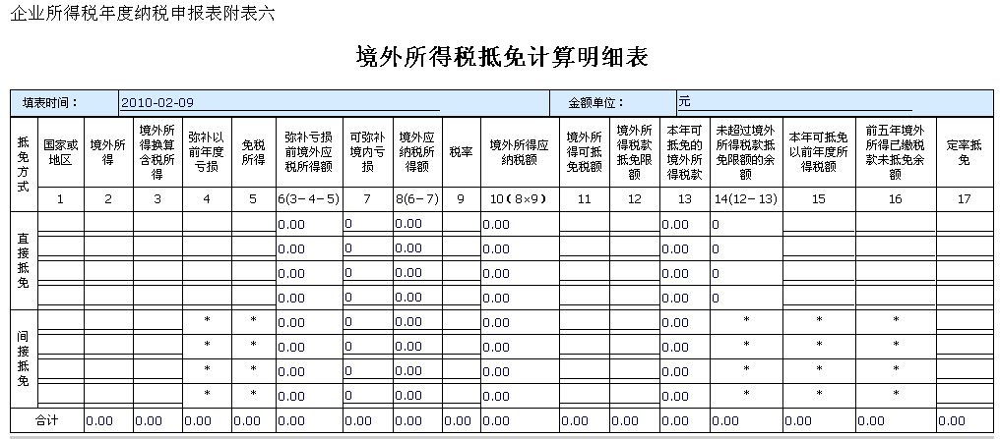 企业所得税年度纳税申报表附表六
境外所得税抵免计算明细表
填表时间： 2010-02-09 金额单位： 元
抵免方式 国家或地区 境外所得 境外所得换算含税所得 弥补以前年度亏损 免税所得 弥补亏损前境外应税所得额 可弥补境内亏损 境外应纳税所得额 税率 境外所得应纳税额 境外所得可抵免税额 境外所得税款抵免限额 本年可抵免的境外所得税款 未超过境外所得税款抵免限额的余额 本年可抵免以前年度所得税额 前五年境外所得已缴税款未抵免余额 定率抵免
1 2 3 4 5 6(3-4-5) 7 8(6-7) 9 10（8×9） 11 12 13 14(12-13) 15 16 17
直接抵免 0.00 0 0.00 0.00 0.00 0
0.00 0 0.00 0.00 0.00 0
0.00 0 0.00 0.00 0.00 0
0.00 0 0.00 0.00 0.00 0
间接抵免 * * 0.00 0 0.00 0.00 0.00 * * *
* * 0.00 0 0.00 0.00 0.00 * * *
* * 0.00 0 0.00 0.00 0.00 * * *
* * 0.00 0 0.00 0.00 0.00 * * *
合计 0.00 0.00 0.00 0.00 0.00 0.00 0.00 0.00 0.00 0.00 0.00 0.00 0.00 0.00 0.00 0.00